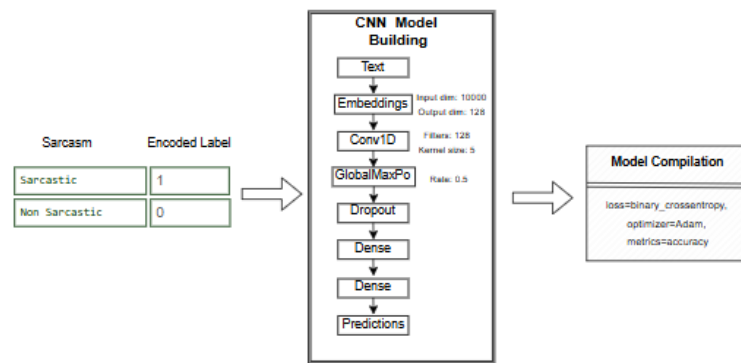 CNN Model
Building
Text
Embeddings
Input dim: 10000
Output dim: 128
Conv1D
Filters: 128
Kernel size: 5
GlobalMaxPo
Rate: 0.5
Dropout
Dense
Dense
Predictions
Sarcasm Encoded Label
Sarcastic 1
Non Sarcastic 0
Model Compilation
loss=binary_crossentropy,
optimizer=Adam,
metrics=accuracy